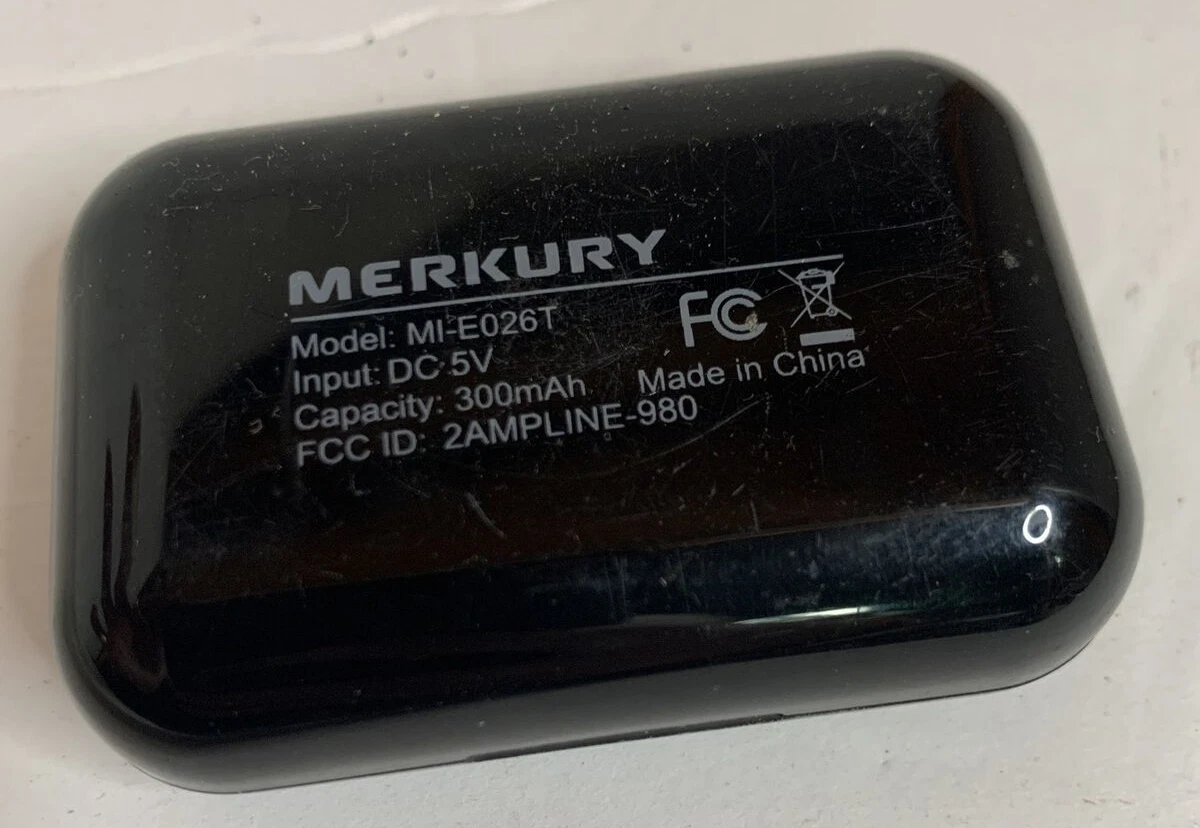 MERKURY
Model: MI-E026T
Input: DC 5V
Capacity: 300mAh
FCC ID: 2AMPLINE-980
FC
Made in China